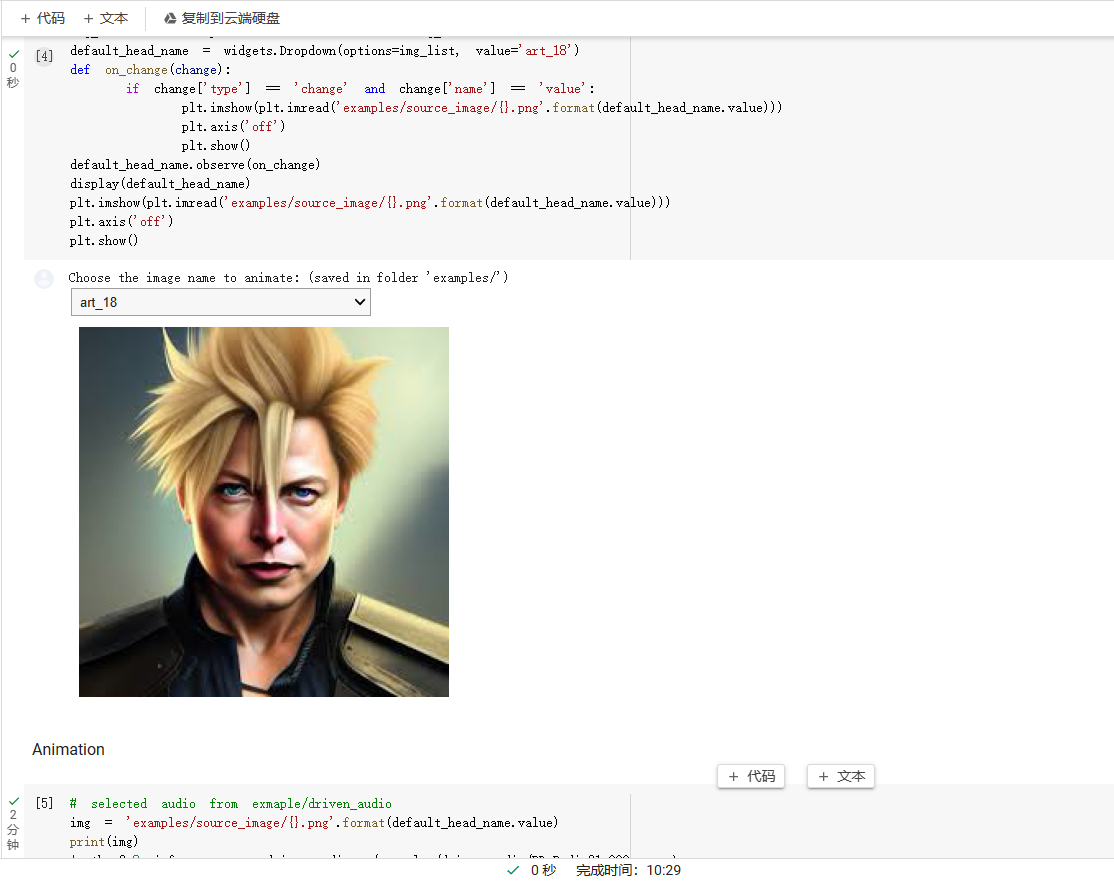 + 代码 + 文本 复制到云端硬盘
[4]
0
秒
default_head_name = widgets.Dropdown(options=img_list, value='art_18')
def on_change(change):
if change['type'] == 'change' and change['name'] == 'value':
plt.imshow(plt.imread('examples/source_image/{}.png'.format(default_head_name.value)))
plt.axis('off')
plt.show()
default_head_name.observe(on_change)
display(default_head_name)
plt.imshow(plt.imread('examples/source_image/{}.png'.format(default_head_name.value)))
plt.axis('off')
plt.show()
Choose the image name to animate: (saved in folder 'examples/')
art_18
Animation
+ 代码 + 文本
2
分
钟
[5] # selected audio from exmaple/driven_audio
img = 'examples/source_image/{}.png'.format(default_head_name.value)
print(img)
0 秒 完成时间：10:29